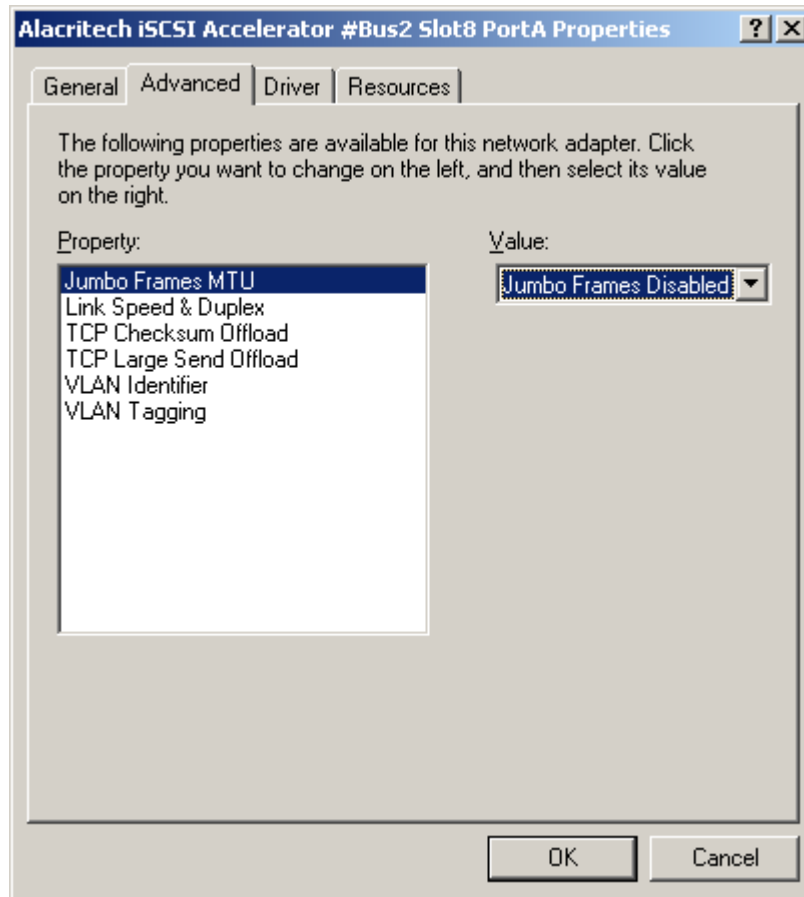 Alacritech iSCSI Accelerator #Bus2 Slot8 PortA Properties
General Advanced Driver Resources
The following properties are available for this network adapter. Click
the property you want to change on the left, and then select its value
on the right.
Property: Value:
Jumbo Frames MTU Jumbo Frames Disabled
Link Speed & Duplex
TCP Checksum Offload
TCP Large Send Offload
VLAN Identifier
VLAN Tagging
OK Cancel